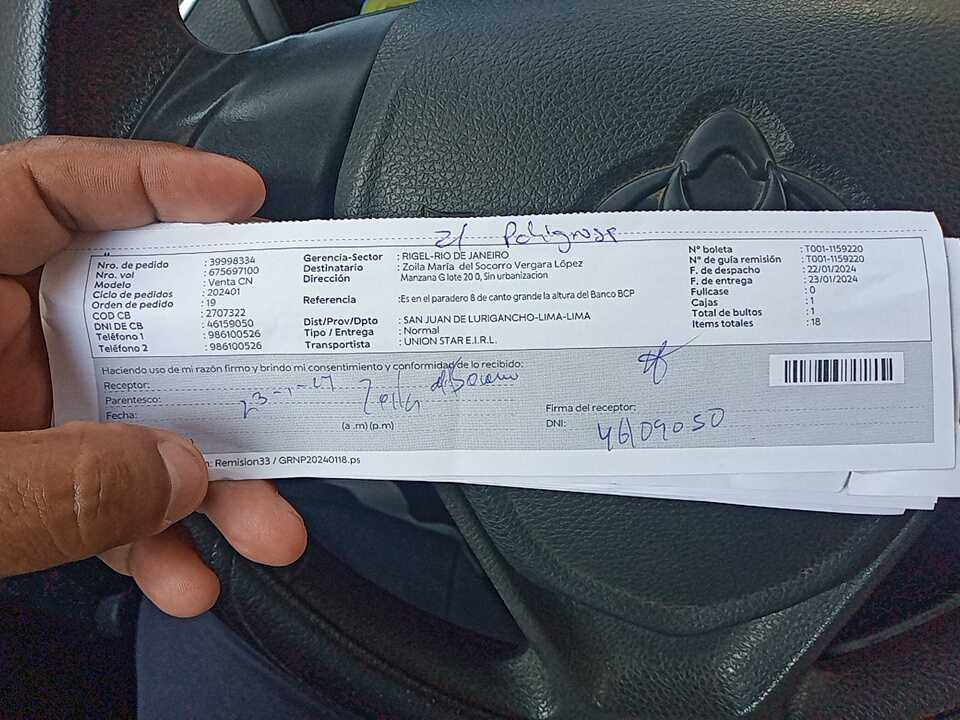 Nro. de pedido : 39998334
Nro. vol : 675697100
Modelo : Venta CN
Ciclo de pedidos : 202401
Orden de pedido : 19
COD CB : 2707322
DNI DE CB : 46159050
Teléfono 1 : 986100526
Teléfono 2 : 986100526
Gerencia-Sector : RIGEL-RIO DE JANEIRO
Destinatario : Zoila María del Socorro Vergara López
Dirección Manzana G lote 20 0, Sin urbanizacion
Referencia :Es en el paradero 8 de canto grande la altura del Banco BCP
Dist/Prov/Dpto : SAN JUAN DE LURIGANCHO-LIMA-LIMA
Tipo / Entrega : Normal
Transportista : UNION STAR E.I.R.L.
N° boleta : T001-1159220
N° de guía remisión : T001-1159220
F. de despacho : 22/01/2024
F. de entrega : 23/01/2024
Fullcase : 0
Cajas : 1
Total de bultos : 1
Items totales : 18
Haciendo uso de mi razón firmo y brindo mi consentimiento y conformidad de lo recibido:
Receptor:
Parentesco:
Fecha:
(a .m) (p.m)
Firma del receptor:
DNI: 46109050
: Remision33 / GRNP20240118.ps